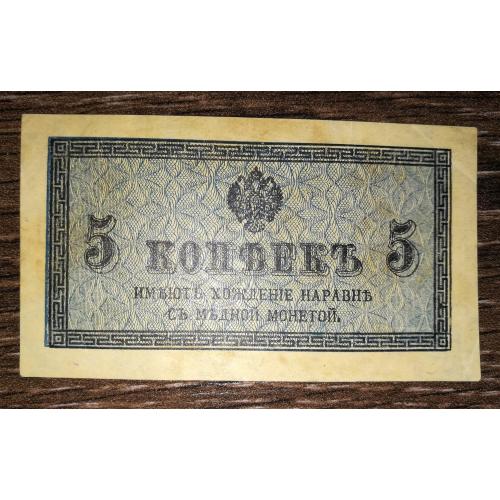 5 КОПѢЕКЪ 5
ИМѢЮТЪ ХОЖДЕНІЕ НАРАВНѢ
СЪ МѢДНОЙ МОНЕТОЙ.